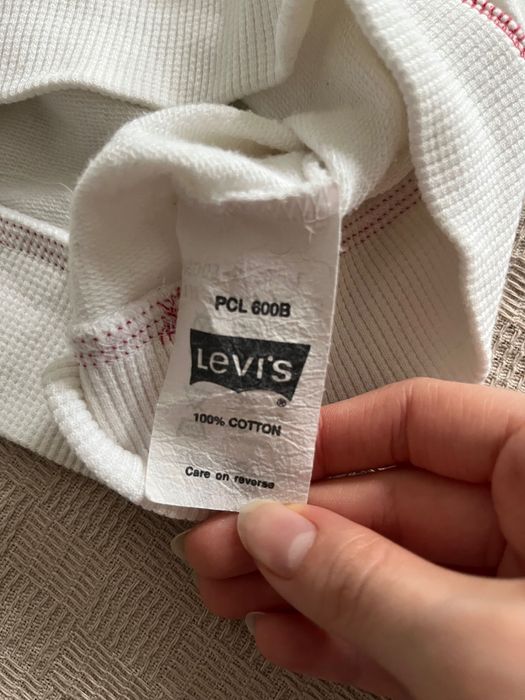 PCL 600B
Levi's
®
100% COTTON
Care on reverse